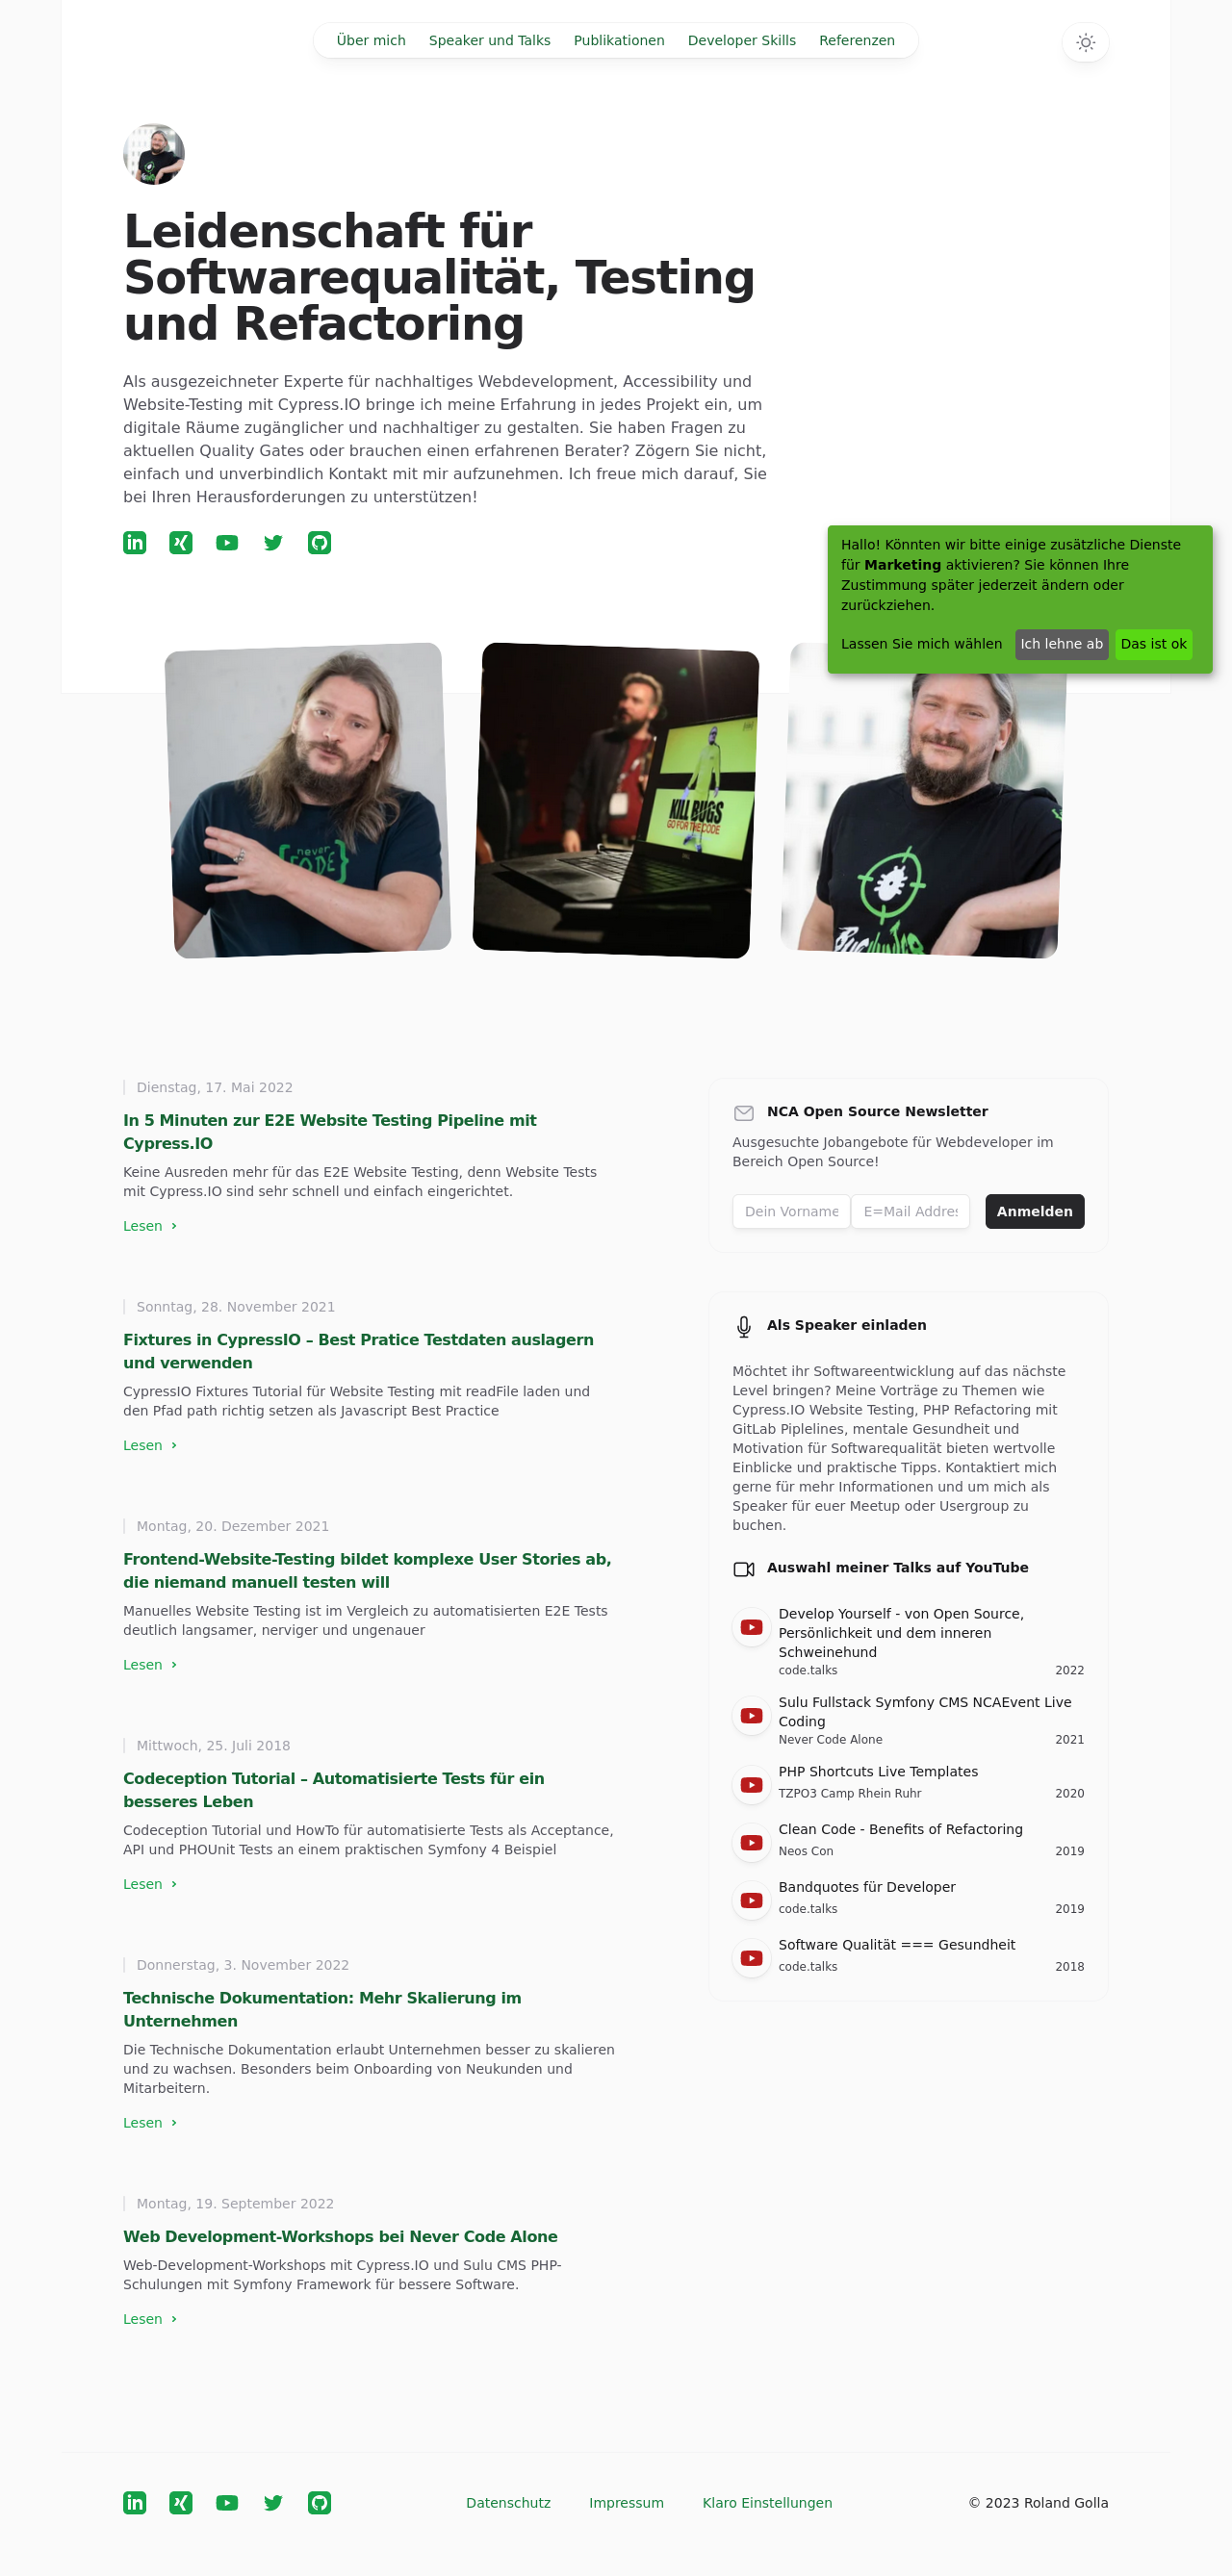 Über mich
Speaker und Talks
Publikationen
Developer Skills
Referenzen
Leidenschaft für
Softwarequalität, Testing
und Refactoring
Als ausgezeichneter Experte für nachhaltiges Webdevelopment, Accessibility und
Website-Testing mit Cypress.IO bringe ich meine Erfahrung in jedes Projekt ein, um
digitale Räume zugänglicher und nachhaltiger zu gestalten. Sie haben Fragen zu
aktuellen Quality Gates oder brauchen einen erfahrenen Berater? Zögern Sie nicht,
einfach und unverbindlich Kontakt mit mir aufzunehmen. Ich freue mich darauf, Sie
bei Ihren Herausforderungen zu unterstützen!
Hallo! Könnten wir bitte einige zusätzliche Dienste
für Marketing aktivieren? Sie können Ihre
Zustimmung später jederzeit ändern oder
zurückziehen.
Lassen Sie mich wählen
Ich lehne ab
Das ist ok
never
CODE
KILL BUGS
GO FOR THE CODE
BUGHUNTER
Dienstag, 17. Mai 2022
In 5 Minuten zur E2E Website Testing Pipeline mit
Cypress.IO
Keine Ausreden mehr für das E2E Website Testing, denn Website Tests
mit Cypress.IO sind sehr schnell und einfach eingerichtet.
Lesen
Sonntag, 28. November 2021
Fixtures in CypressIO – Best Pratice Testdaten auslagern
und verwenden
CypressIO Fixtures Tutorial für Website Testing mit readFile laden und
den Pfad path richtig setzen als Javascript Best Practice
Lesen
Montag, 20. Dezember 2021
Frontend-Website-Testing bildet komplexe User Stories ab,
die niemand manuell testen will
Manuelles Website Testing ist im Vergleich zu automatisierten E2E Tests
deutlich langsamer, nerviger und ungenauer
Lesen
Mittwoch, 25. Juli 2018
Codeception Tutorial – Automatisierte Tests für ein
besseres Leben
Codeception Tutorial und HowTo für automatisierte Tests als Acceptance,
API und PHOUnit Tests an einem praktischen Symfony 4 Beispiel
Lesen
Donnerstag, 3. November 2022
Technische Dokumentation: Mehr Skalierung im
Unternehmen
Die Technische Dokumentation erlaubt Unternehmen besser zu skalieren
und zu wachsen. Besonders beim Onboarding von Neukunden und
Mitarbeitern.
Lesen
Montag, 19. September 2022
Web Development-Workshops bei Never Code Alone
Web-Development-Workshops mit Cypress.IO und Sulu CMS PHP-
Schulungen mit Symfony Framework für bessere Software.
Lesen
NCA Open Source Newsletter
Ausgesuchte Jobangebote für Webdeveloper im
Bereich Open Source!
Dein Vorname
E=Mail Addres
Anmelden
Als Speaker einladen
Möchtet ihr Softwareentwicklung auf das nächste
Level bringen? Meine Vorträge zu Themen wie
Cypress.IO Website Testing, PHP Refactoring mit
GitLab Piplelines, mentale Gesundheit und
Motivation für Softwarequalität bieten wertvolle
Einblicke und praktische Tipps. Kontaktiert mich
gerne für mehr Informationen und um mich als
Speaker für euer Meetup oder Usergroup zu
buchen.
Auswahl meiner Talks auf YouTube
Develop Yourself - von Open Source,
Persönlichkeit und dem inneren
Schweinehund
code.talks 2022
Sulu Fullstack Symfony CMS NCAEvent Live
Coding
Never Code Alone 2021
PHP Shortcuts Live Templates
TZPO3 Camp Rhein Ruhr 2020
Clean Code - Benefits of Refactoring
Neos Con 2019
Bandquotes für Developer
code.talks 2019
Software Qualität === Gesundheit
code.talks 2018
Datenschutz
Impressum
Klaro Einstellungen
© 2023 Roland Golla